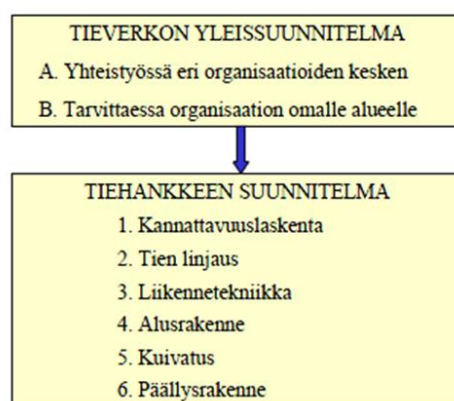 TIEVERKON YLEISSUUNNITELMA
A. Yhteistyössä eri organisaatioiden kesken
B. Tarvittaessa organisaation omalle alueelle
TIEHANKKEEN SUUNNITELMA
1. Kannattavuuslaskenta
2. Tien linjaus
3. Liikennetekniikka
4. Alusrakenne
5. Kuivatus
6. Päällysrakenne